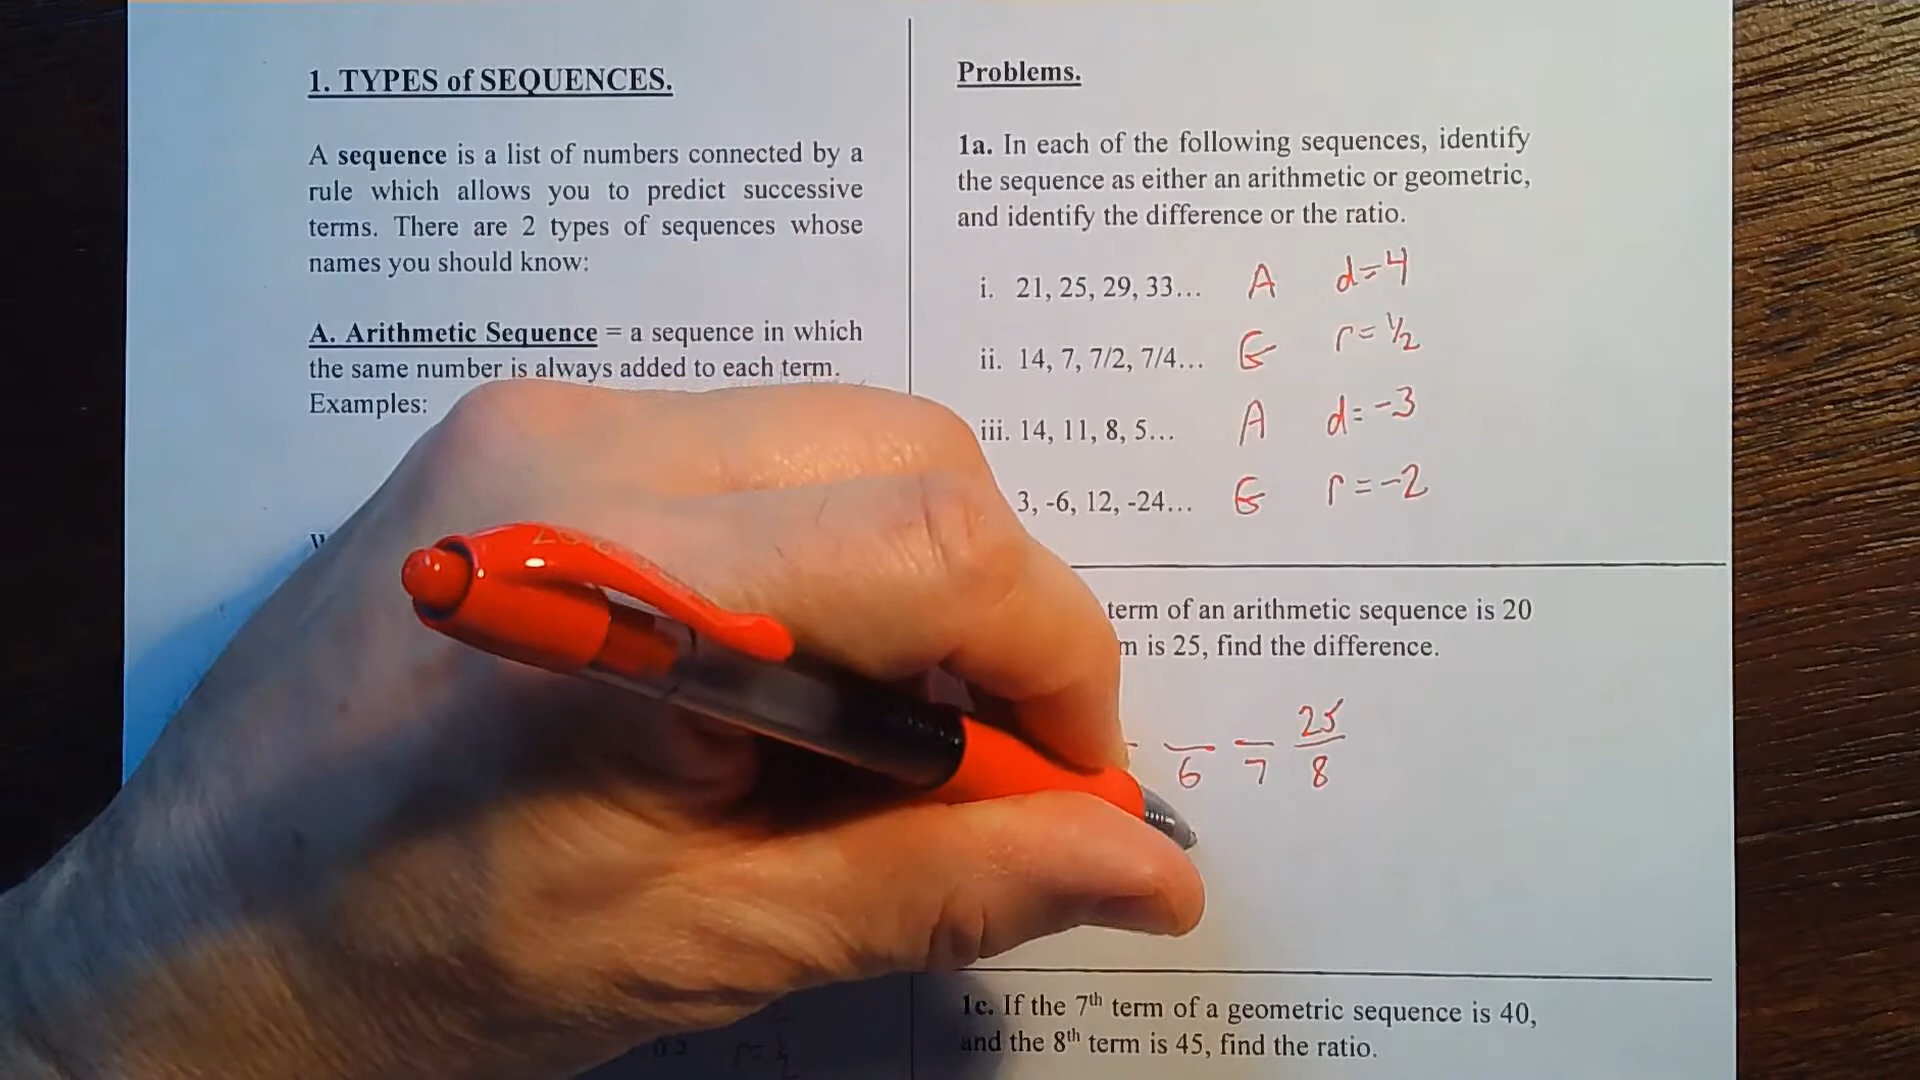 1. TYPES of SEQUENCES.
A sequence is a list of numbers connected by a
rule which allows you to predict successive
terms. There are 2 types of sequences whose
names you should know:
A. Arithmetic Sequence = a sequence in which
the same number is always added to each term.
Examples:
Problems.
1a. In each of the following sequences, identify
the sequence as either an arithmetic or geometric,
and identify the difference or the ratio.
i. 21, 25, 29, 33... A d=4
ii. 14, 7, 7/2, 7/4... G r=1/2
iii. 14, 11, 8, 5... A d=-3
3, -6, 12, -24... G r=-2
term of an arithmetic sequence is 20
is 25, find the difference.
25
6 7 8
1c. If the 7th term of a geometric sequence is 40,
and the 8th term is 45, find the ratio.